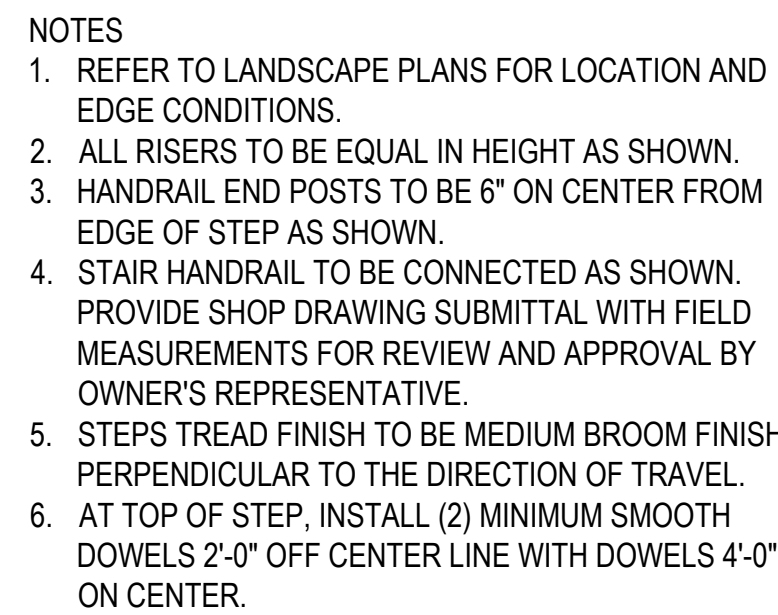 NOTES
1. REFER TO LANDSCAPE PLANS FOR LOCATION AND
EDGE CONDITIONS.
2. ALL RISERS TO BE EQUAL IN HEIGHT AS SHOWN.
3. HANDRAIL END POSTS TO BE 6" ON CENTER FROM
EDGE OF STEP AS SHOWN.
4. STAIR HANDRAIL TO BE CONNECTED AS SHOWN.
PROVIDE SHOP DRAWING SUBMITTAL WITH FIELD
MEASUREMENTS FOR REVIEW AND APPROVAL BY
OWNER'S REPRESENTATIVE.
5. STEPS TREAD FINISH TO BE MEDIUM BROOM FINISH
PERPENDICULAR TO THE DIRECTION OF TRAVEL.
6. AT TOP OF STEP, INSTALL (2) MINIMUM SMOOTH
DOWELS 2'-0" OFF CENTER LINE WITH DOWELS 4'-0"
ON CENTER.